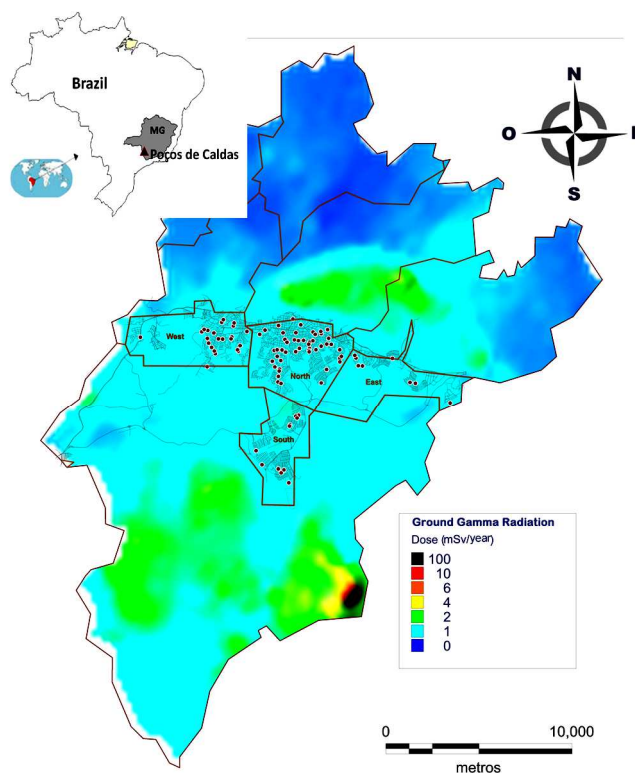 Brazil
MG
Poços de Caldas
N
O
E
S
West
North
East
South
Ground Gamma Radiation
Dose (mSv/year)
100
10
6
4
2
1
0
0 10,000
metros